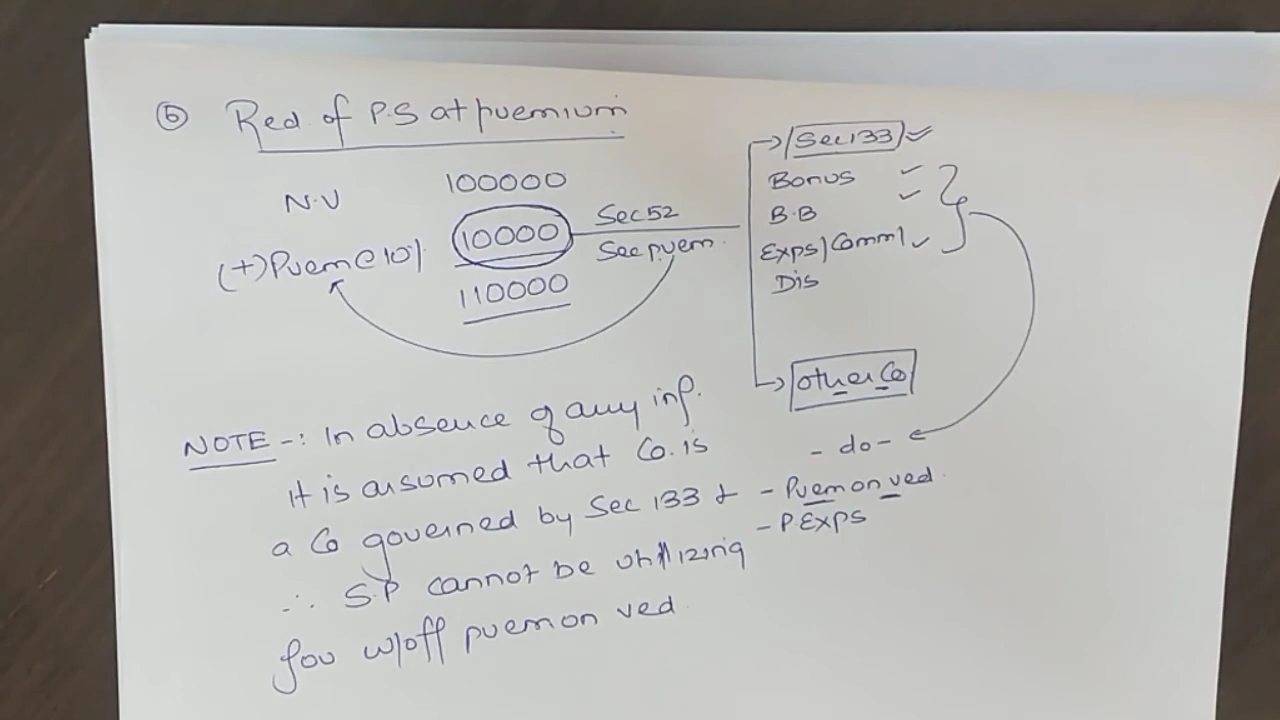 ⑤ Red of P.S at premium
N.V 100000
(+) Prem @ 10% 10000
110000
Sec 52
Sec prem.
Sec 133
Bonus
B.B
Exps/Comm
Dis
other Co
- do -
- Prem on red.
- P. Exps
NOTE -: In absence of any inf.
it is assumed that Co. is
a Co governed by Sec 133 &
∴ S.P cannot be utilizing
for w/off prem on red.